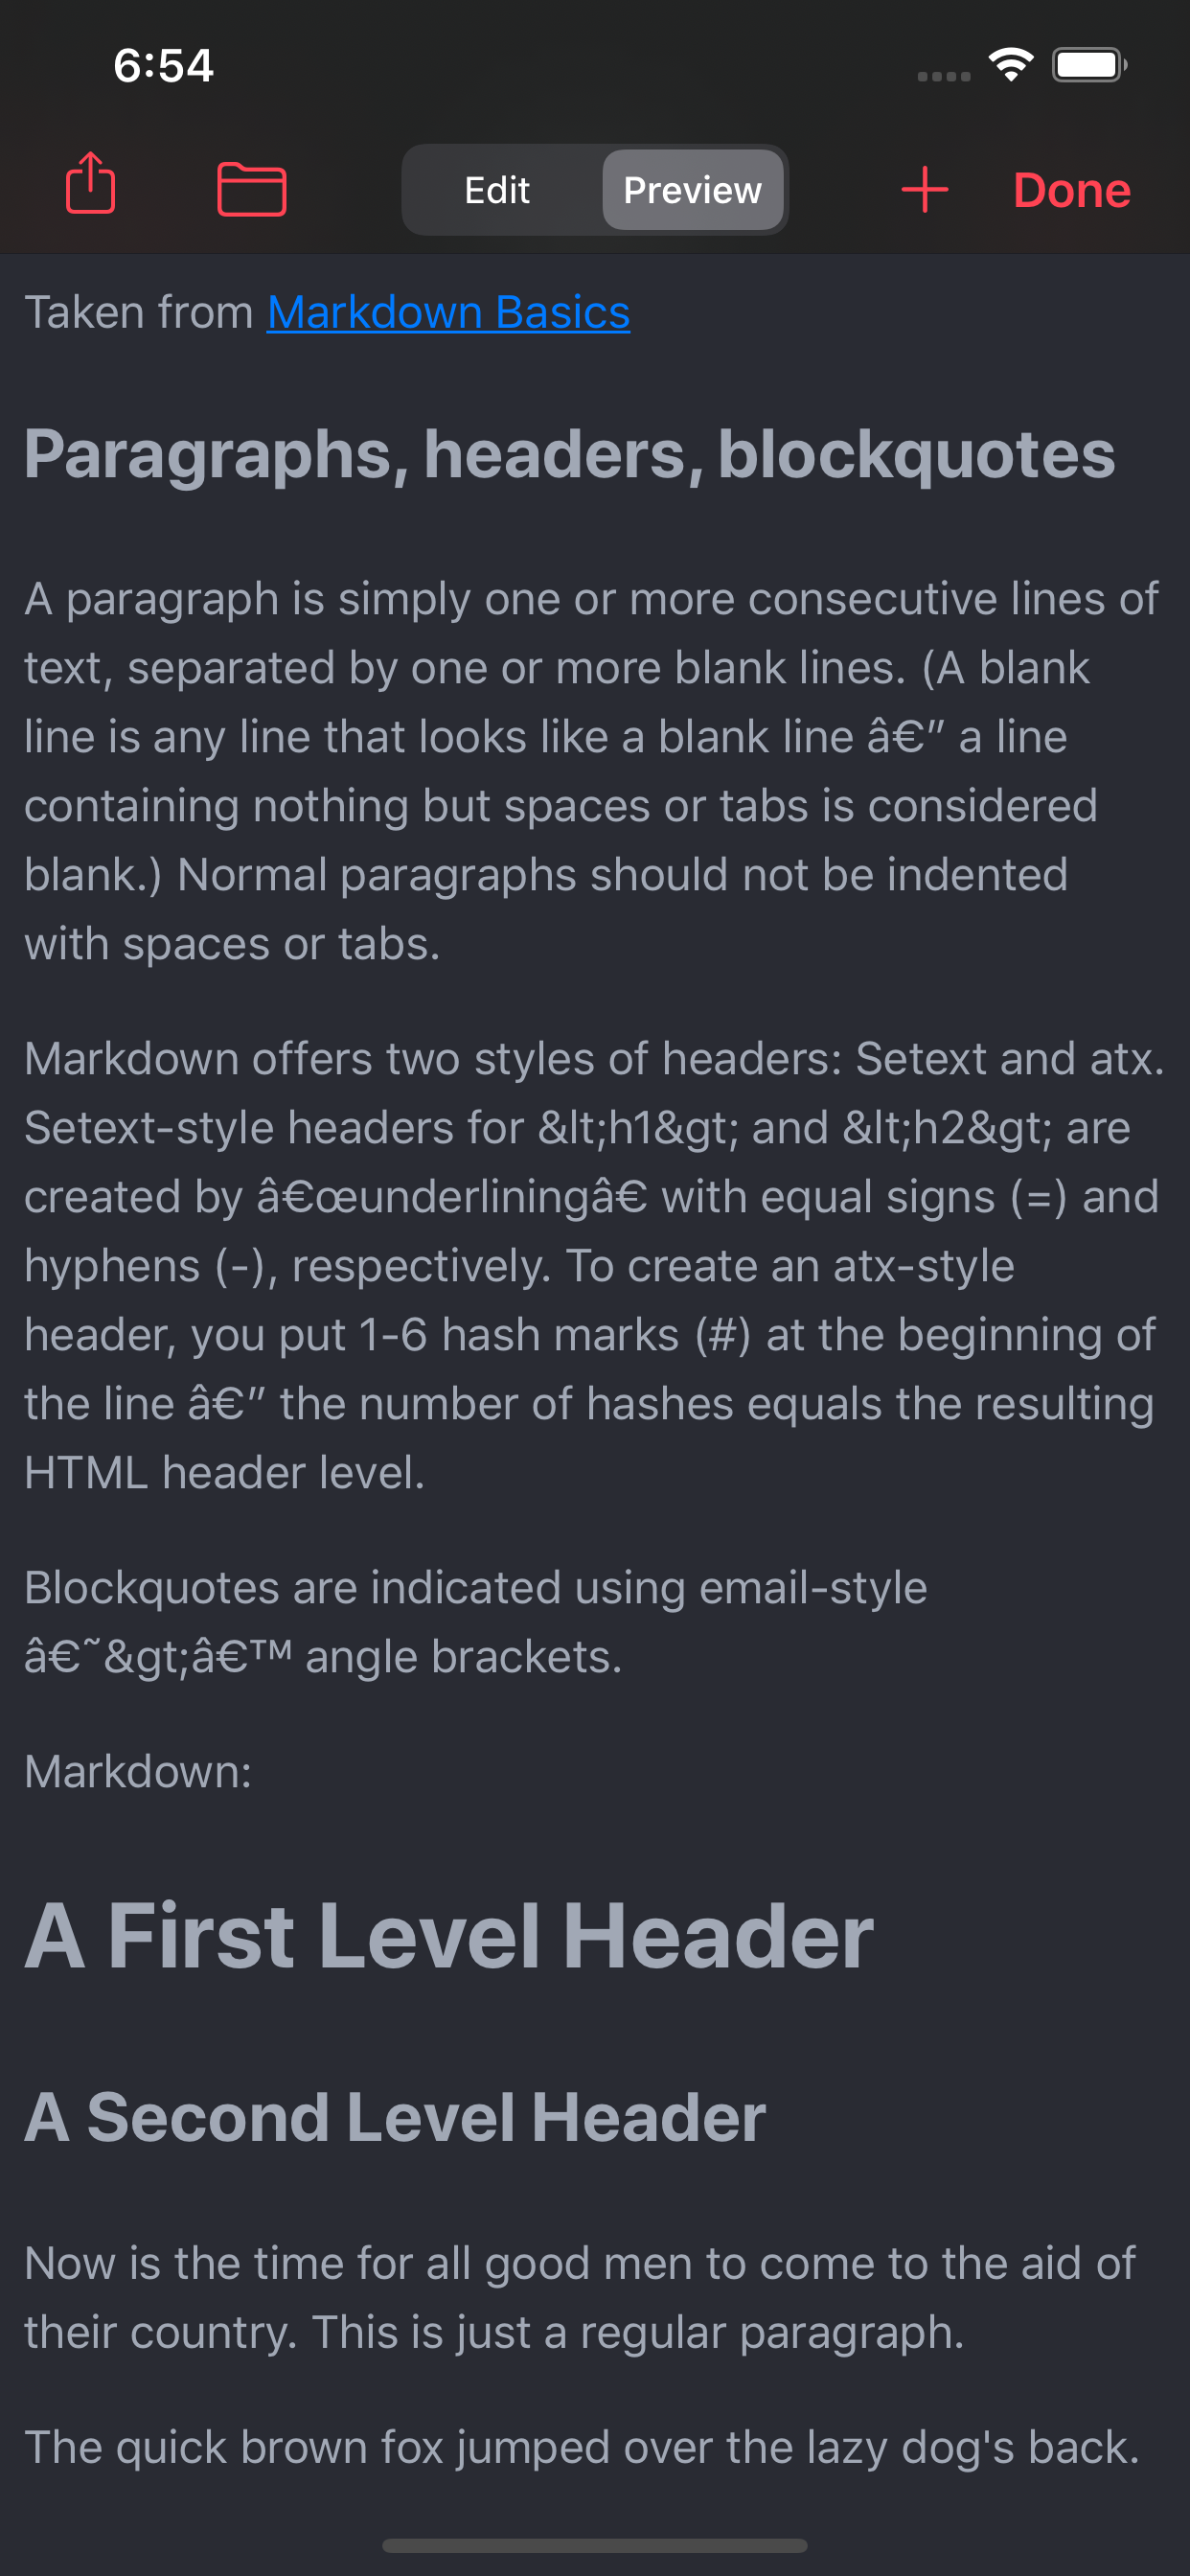 6:54
Edit
Preview
Done
Taken from Markdown Basics
Paragraphs, headers, blockquotes
A paragraph is simply one or more consecutive lines of
text, separated by one or more blank lines. (A blank
line is any line that looks like a blank line â€” a line
containing nothing but spaces or tabs is considered
blank.) Normal paragraphs should not be indented
with spaces or tabs.
Markdown offers two styles of headers: Setext and atx.
Setext-style headers for &lt;h1&gt; and &lt;h2&gt; are
created by â€œunderliningâ€ with equal signs (=) and
hyphens (-), respectively. To create an atx-style
header, you put 1-6 hash marks (#) at the beginning of
the line â€” the number of hashes equals the resulting
HTML header level.
Blockquotes are indicated using email-style
â€˜&gt;â€™ angle brackets.
Markdown:
A First Level Header
A Second Level Header
Now is the time for all good men to come to the aid of
their country. This is just a regular paragraph.
The quick brown fox jumped over the lazy dog's back.